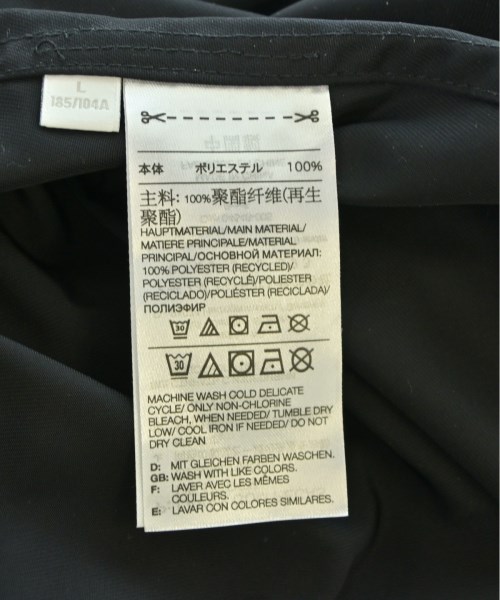 L
185/104A
本体 ポリエステル 100%
主料: 100%聚酯纤维(再生
聚酯)
HAUPTMATERIAL/MAIN MATERIAL/
MATIERE PRINCIPALE/MATERIAL
PRINCIPAL/ОСНОВНОЙ МАТЕРИАЛ:
100% POLYESTER (RECYCLED)/
POLYESTER (RECYCLÉ)/POLIESTER
(RECICLADO)/POLIÉSTER (RECICLADA)/
ПОЛИЭФИР
30
30
MACHINE WASH COLD DELICATE
CYCLE/ ONLY NON-CHLORINE
BLEACH, WHEN NEEDED/ TUMBLE DRY
LOW/ COOL IRON IF NEEDED/ DO NOT
DRY CLEAN
D: MIT GLEICHEN FARBEN WASCHEN.
GB: WASH WITH LIKE COLORS.
F: LAVER AVEC LES MÊMES
COULEURS.
E: LAVAR CON COLORES SIMILARES.